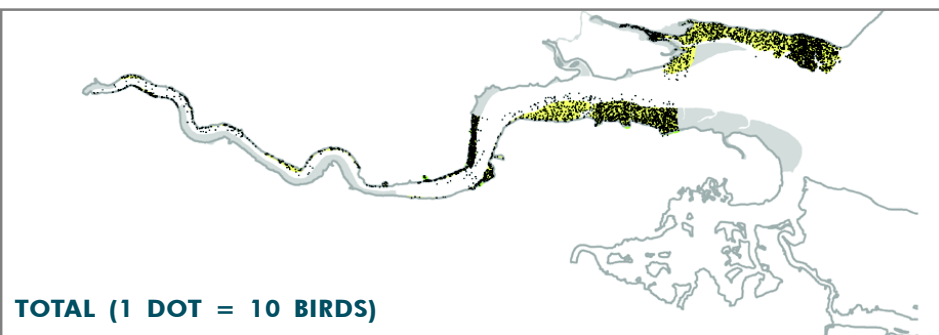 TOTAL (1 DOT = 10 BIRDS)